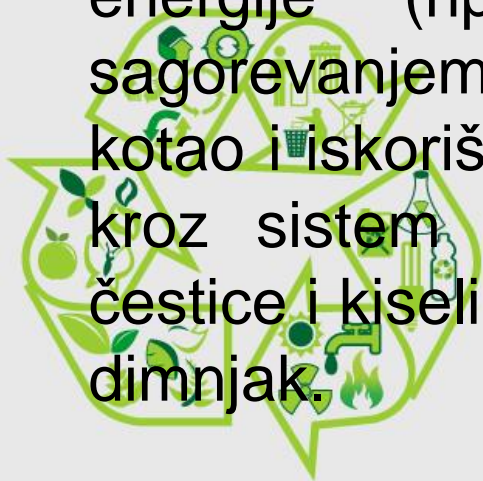 energije (np
sagorevanjem
kotao i iskoriš
kroz sistem
čestice i kiseli
dimnjak.